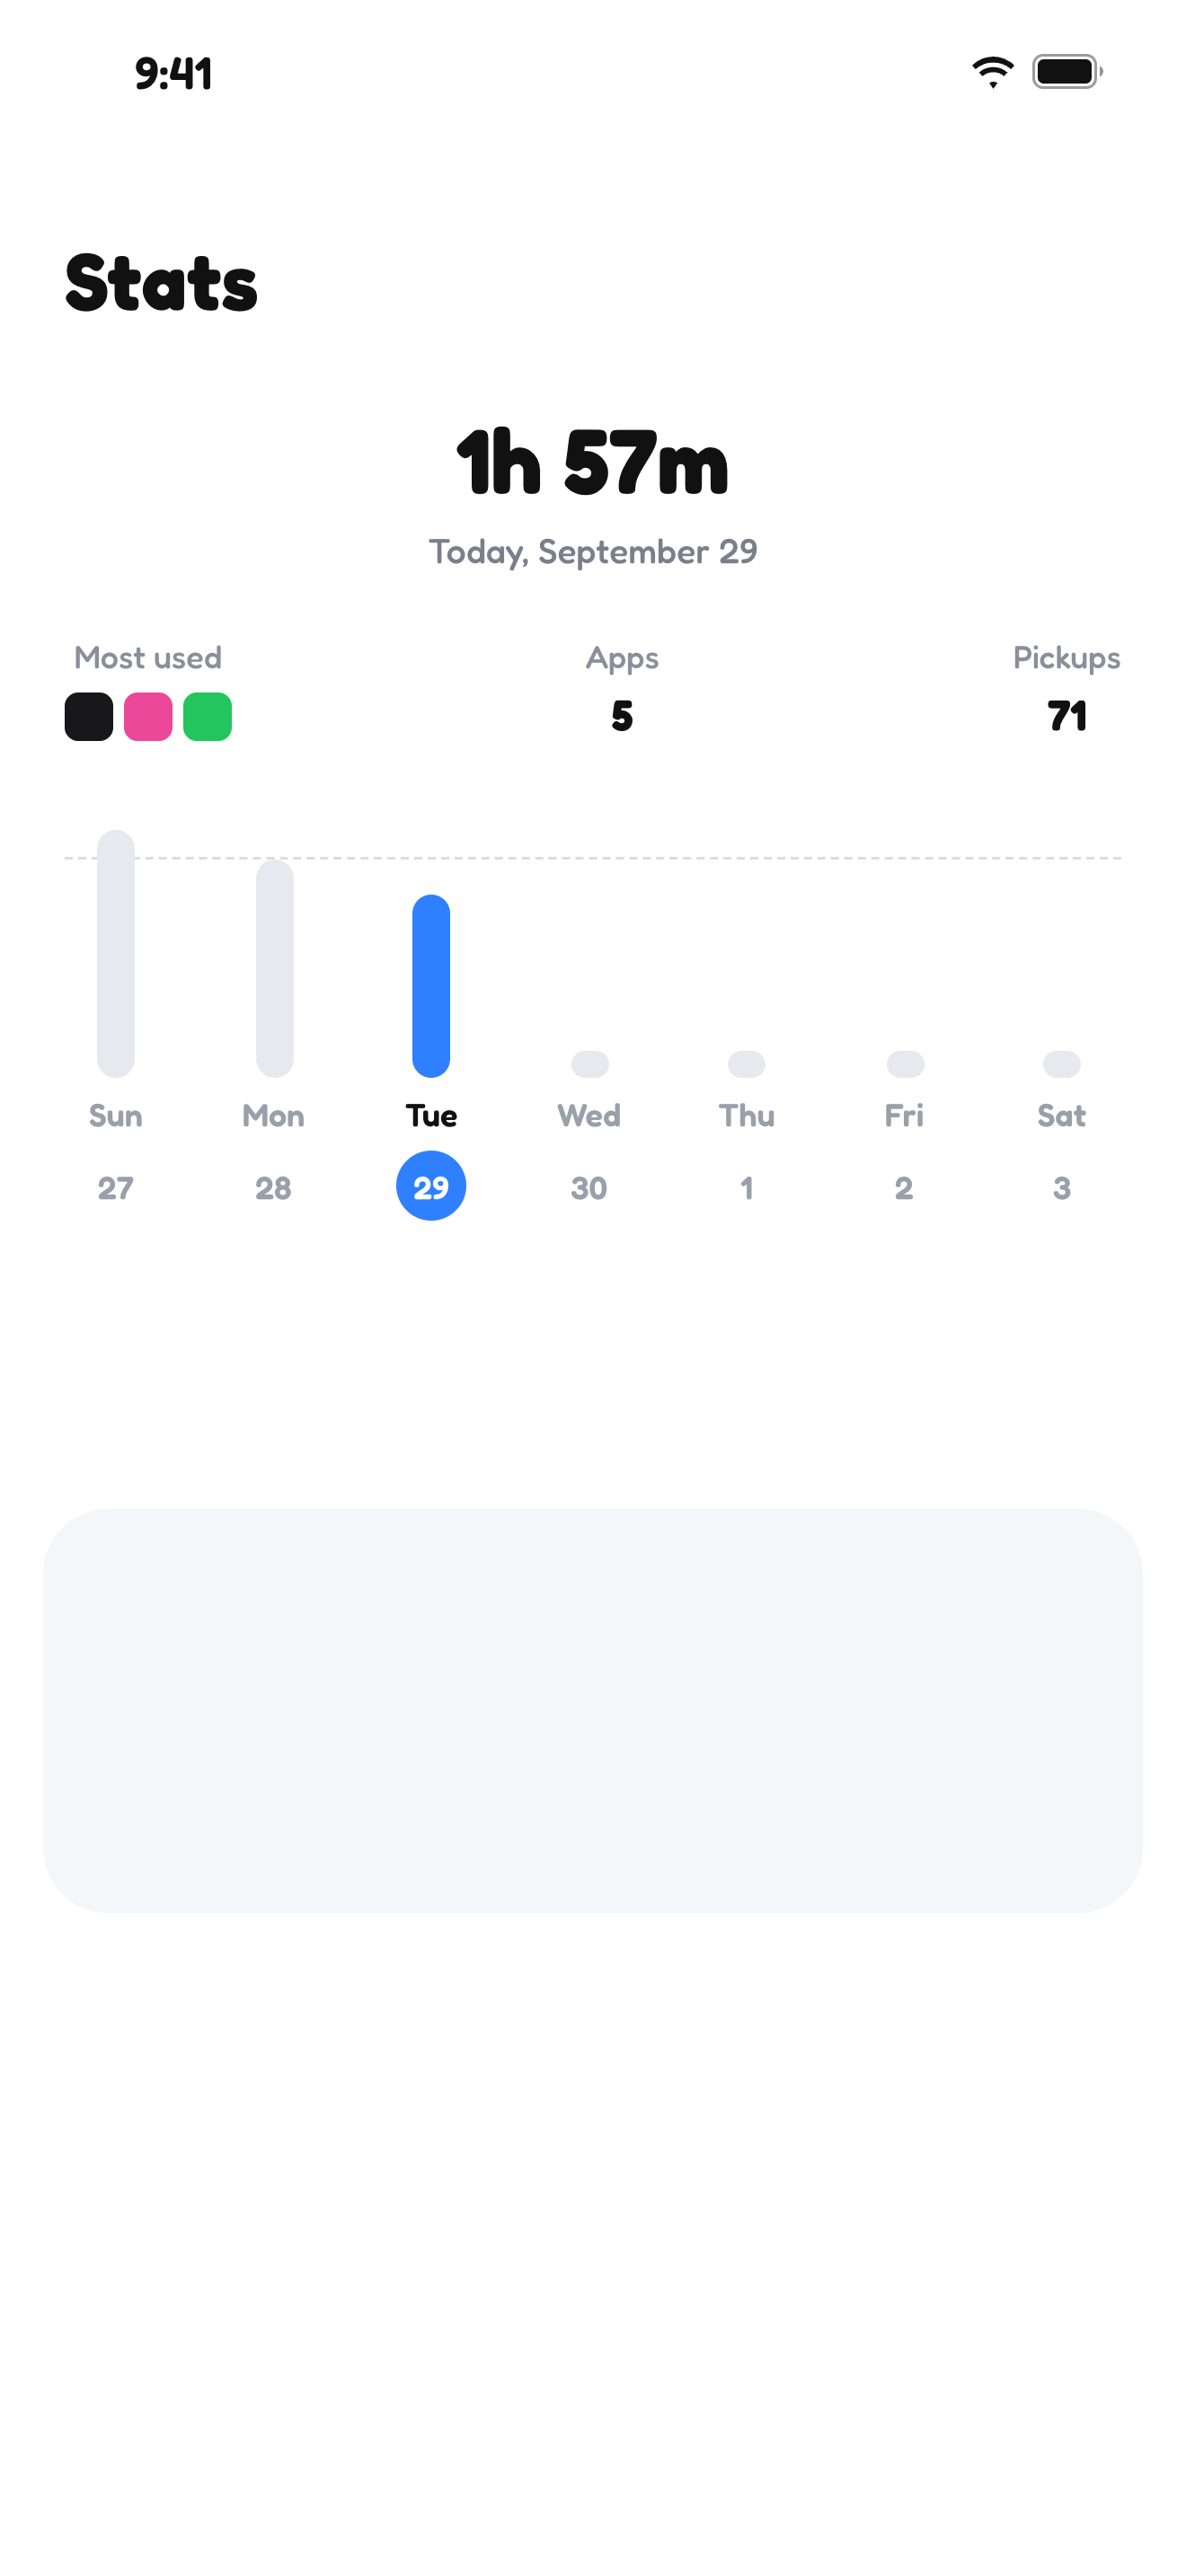 9:41
Stats
1h 57m
Today, September 29
Most used Apps Pickups
5 71
Sun Mon Tue Wed Thu Fri Sat
27 28 29 30 1 2 3